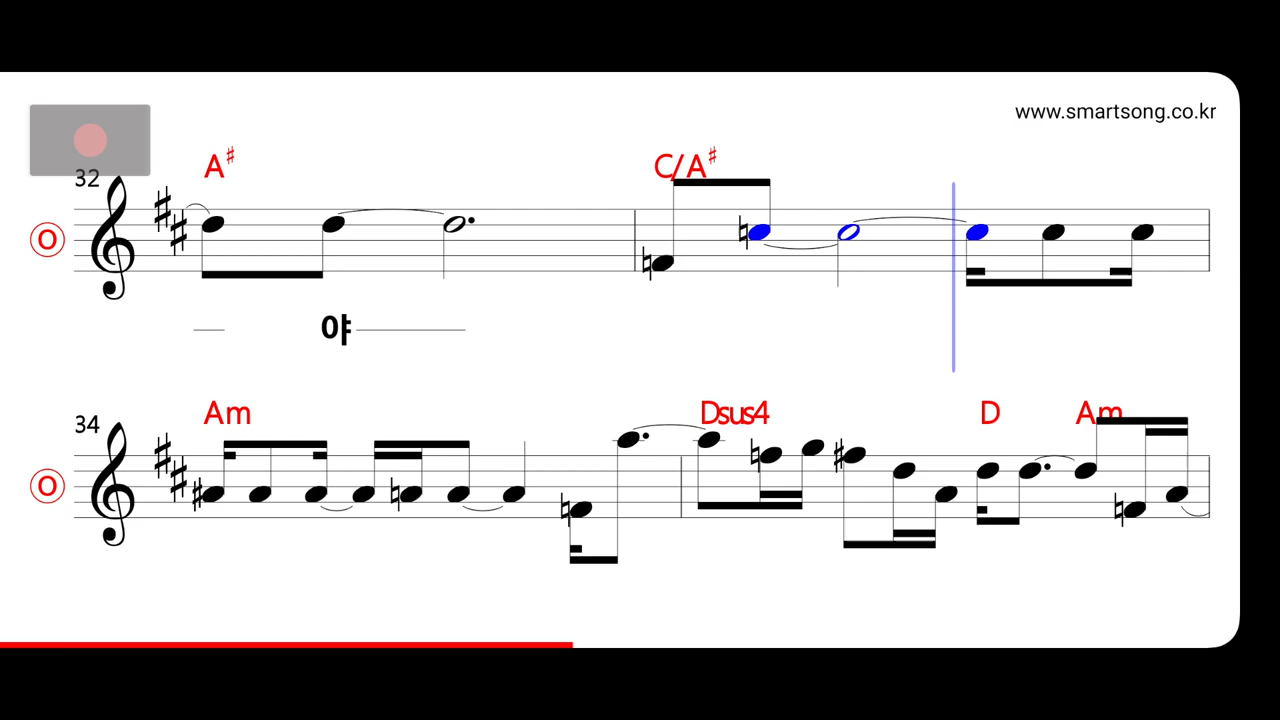 www.smartsong.co.kr
32
A♯
C/A♯
O
야
34
Am
Dsus4
D
Am
O